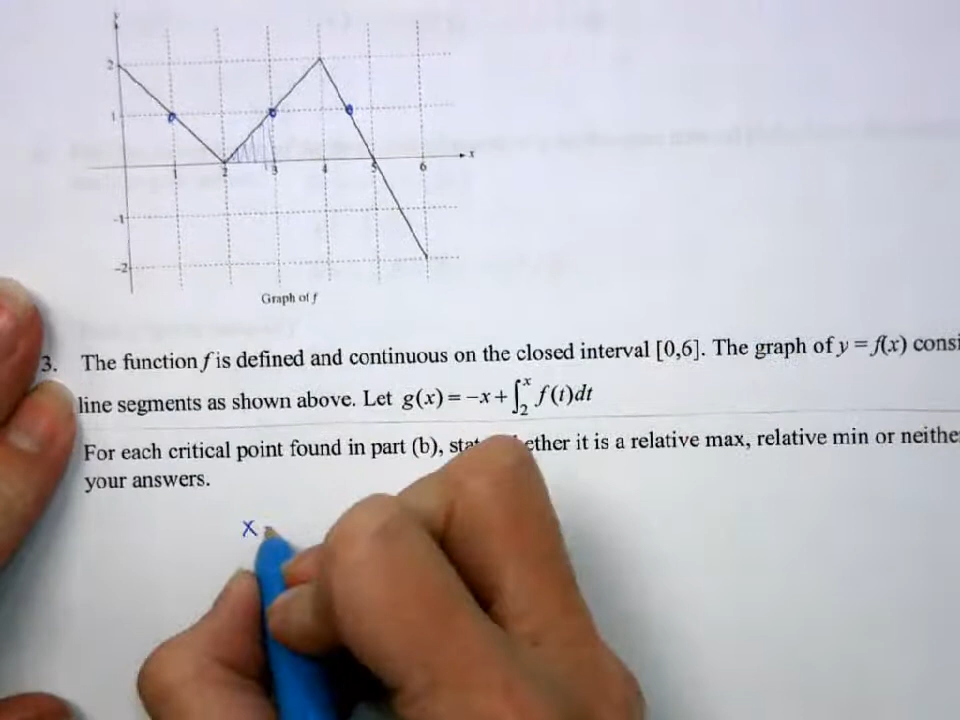 2
1
1 2 3 4 5 6 x
-1
-2
Graph of f
3. The function f is defined and continuous on the closed interval [0,6]. The graph of y = f(x) consi
line segments as shown above. Let g(x) = −x + ∫₂ˣ f(t)dt
For each critical point found in part (b), ether it is a relative max, relative min or neithe
your answers.
x